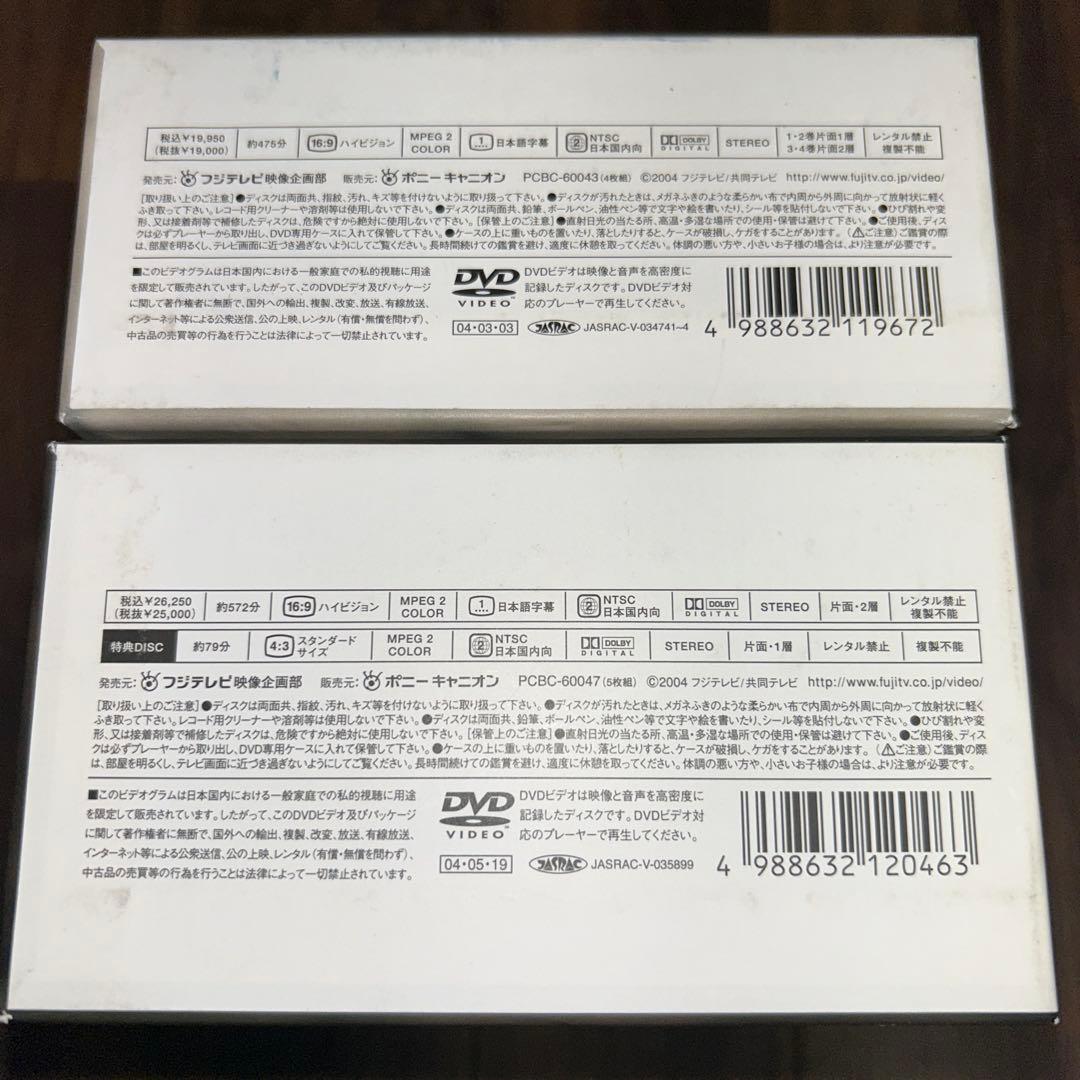 税込¥19,950
(税抜¥19,000)
約475分
16:9 ハイビジョン
MPEG 2
COLOR
1 日本語字幕
2 NTSC
日本国内向
DOLBY
DIGITAL
STEREO
1・2巻片面1層
3・4巻片面2層
レンタル禁止
複製不能
発売元: フジテレビ映像企画部 販売元: ポニー キャニオン PCBC-60043(4枚組) ©2004 フジテレビ/共同テレビ http://www.fujitv.co.jp/video/
[取り扱い上のご注意]●ディスクは両面共、指紋、汚れ、キズ等を付けないように取り扱って下さい。●ディスクが汚れたときは、メガネふきのような柔らかい布で内周から外周に向かって放射状に軽く
ふき取って下さい。レコード用クリーナーや溶剤等は使用しないで下さい。●ディスクは両面共、鉛筆、ボールペン、油性ペン等で文字や絵を書いたり、シール等を貼付しないで下さい。●ひび割れや変
形、又は接着剤等で補修したディスクは、危険ですから絶対に使用しないで下さい。[保管上のご注意]●直射日光の当たる所、高温・多湿な場所での使用・保管は避けて下さい。●ご使用後、ディス
クは必ずプレーヤーから取り出し、DVD専用ケースに入れて保管して下さい。●ケースの上に重いものを置いたり、落としたりすると、ケースが破損し、ケガをすることがあります。(⚠ご注意)ご鑑賞の際
は、部屋を明るくし、テレビ画面に近づき過ぎないようにしてご覧ください。長時間続けての鑑賞を避け、適度に休憩を取ってください。体調の悪い方や、小さいお子様の場合は、より注意が必要です。
■このビデオグラムは日本国内における一般家庭での私的視聴に用途
を限定して販売されています。したがって、このDVDビデオ及びパッケージ
に関して著作権者に無断で、国外への輸出、複製、改変、放送、有線放送、
インターネット等による公衆送信、公の上映、レンタル(有償・無償を問わず)、
中古品の売買等の行為を行うことは法律によって一切禁止されています。
DVD
VIDEO
DVDビデオは映像と音声を高密度に
記録したディスクです。DVDビデオ対
応のプレーヤーで再生してください。
04・03・03
JASRAC
JASRAC-V-034741~4
4 988632 119672
税込¥26,250
(税抜¥25,000)
約572分
16:9 ハイビジョン
MPEG 2
COLOR
1 日本語字幕
2 NTSC
日本国内向
DOLBY
DIGITAL
STEREO
片面・2層
レンタル禁止
複製不能
特典DISC
約79分
4:3 スタンダード
サイズ
MPEG 2
COLOR
2 NTSC
日本国内向
DOLBY
DIGITAL
STEREO
片面・1層
レンタル禁止
複製不能
発売元: フジテレビ映像企画部 販売元: ポニー キャニオン PCBC-60047(5枚組) ©2004 フジテレビ/共同テレビ http://www.fujitv.co.jp/video/
[取り扱い上のご注意]●ディスクは両面共、指紋、汚れ、キズ等を付けないように取り扱って下さい。●ディスクが汚れたときは、メガネふきのような柔らかい布で内周から外周に向かって放射状に軽く
ふき取って下さい。レコード用クリーナーや溶剤等は使用しないで下さい。●ディスクは両面共、鉛筆、ボールペン、油性ペン等で文字や絵を書いたり、シール等を貼付しないで下さい。●ひび割れや変
形、又は接着剤等で補修したディスクは、危険ですから絶対に使用しないで下さい。[保管上のご注意]●直射日光の当たる所、高温・多湿な場所での使用・保管は避けて下さい。●ご使用後、ディス
クは必ずプレーヤーから取り出し、DVD専用ケースに入れて保管して下さい。●ケースの上に重いものを置いたり、落としたりすると、ケースが破損し、ケガをすることがあります。(⚠ご注意)ご鑑賞の際
は、部屋を明るくし、テレビ画面に近づき過ぎないようにしてご覧ください。長時間続けての鑑賞を避け、適度に休憩を取ってください。体調の悪い方や、小さいお子様の場合は、より注意が必要です。
■このビデオグラムは日本国内における一般家庭での私的視聴に用途
を限定して販売されています。したがって、このDVDビデオ及びパッケージ
に関して著作権者に無断で、国外への輸出、複製、改変、放送、有線放送、
インターネット等による公衆送信、公の上映、レンタル(有償・無償を問わず)、
中古品の売買等の行為を行うことは法律によって一切禁止されています。
DVD
VIDEO
DVDビデオは映像と音声を高密度に
記録したディスクです。DVDビデオ対
応のプレーヤーで再生してください。
04・05・19
JASRAC
JASRAC-V-035899
4 988632 120463